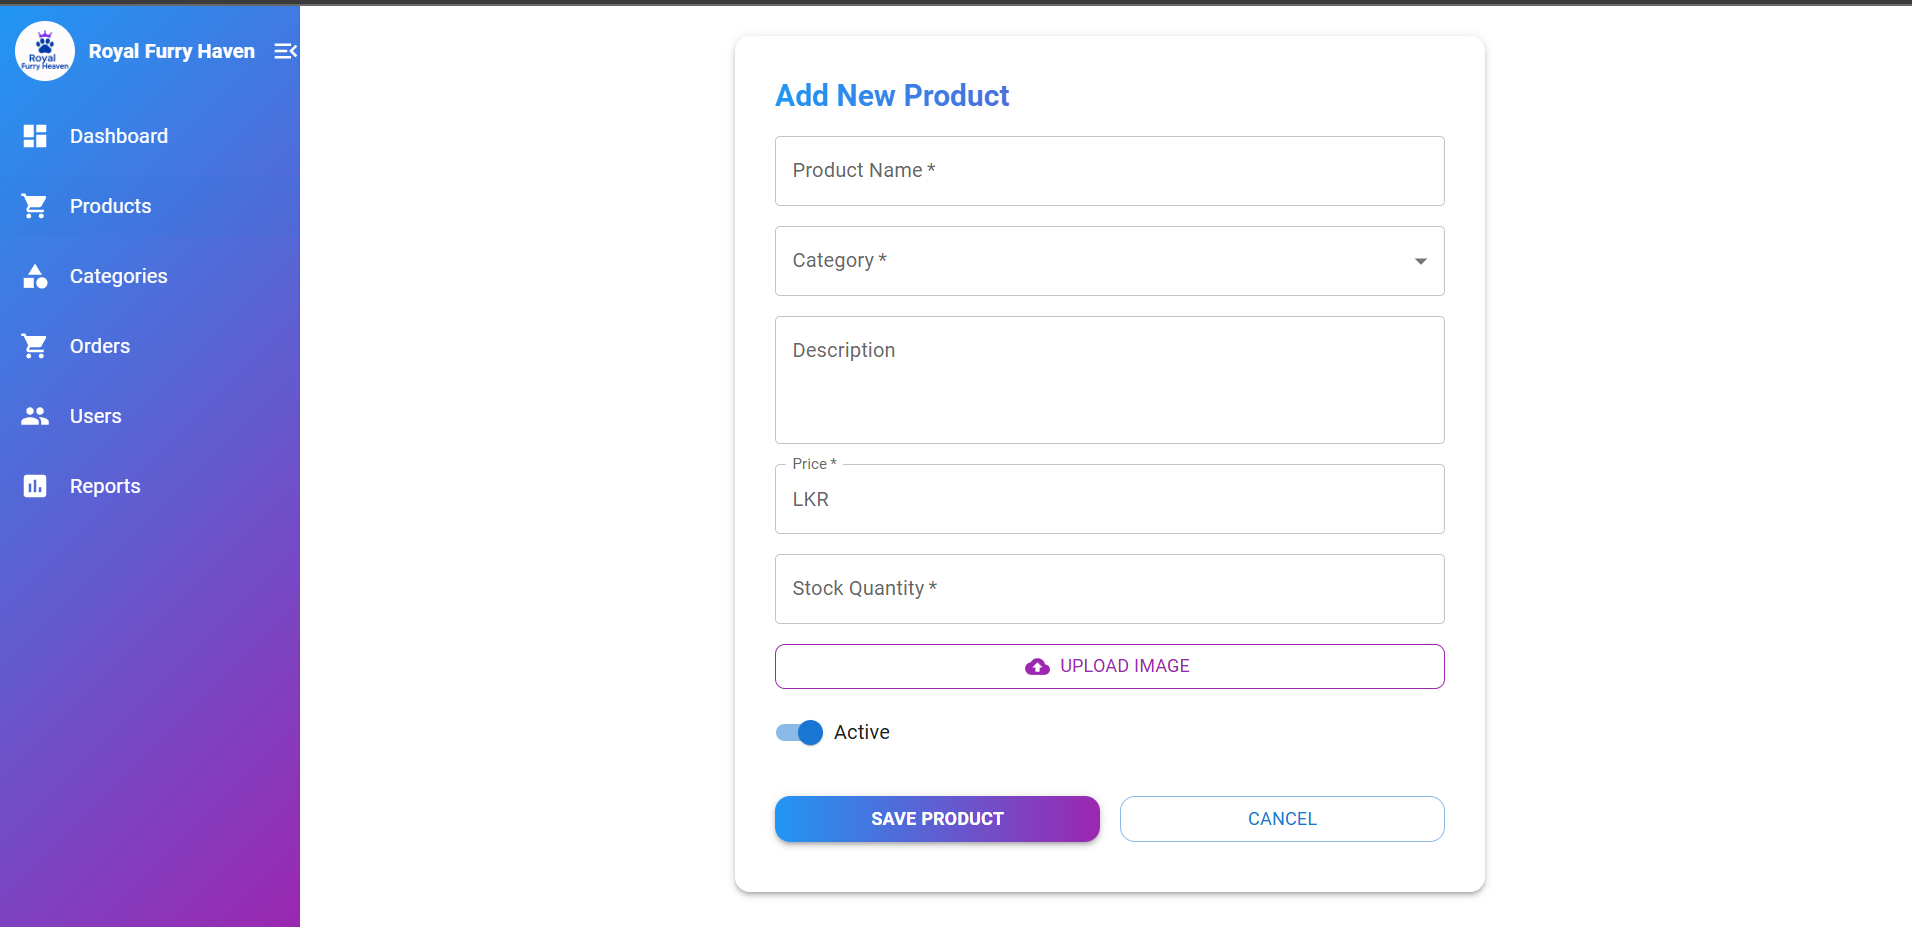 Royal
Furry Heaven
Royal Furry Haven
Dashboard
Products
Categories
Orders
Users
Reports
Add New Product
Product Name *
Category *
Description
Price *
LKR
Stock Quantity *
UPLOAD IMAGE
Active
SAVE PRODUCT
CANCEL